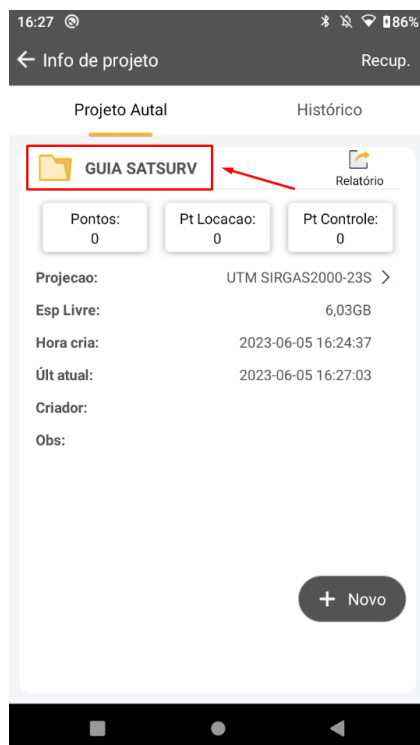 16:27 86%
Info de projeto Recup.
Projeto Autal Histórico
GUIA SATSURV Relatório
Pontos: Pt Locacao: Pt Controle:
0 0 0
Projecao: UTM SIRGAS2000-23S
Esp Livre: 6,03GB
Hora cria: 2023-06-05 16:24:37
Últ atual: 2023-06-05 16:27:03
Criador:
Obs:
+ Novo